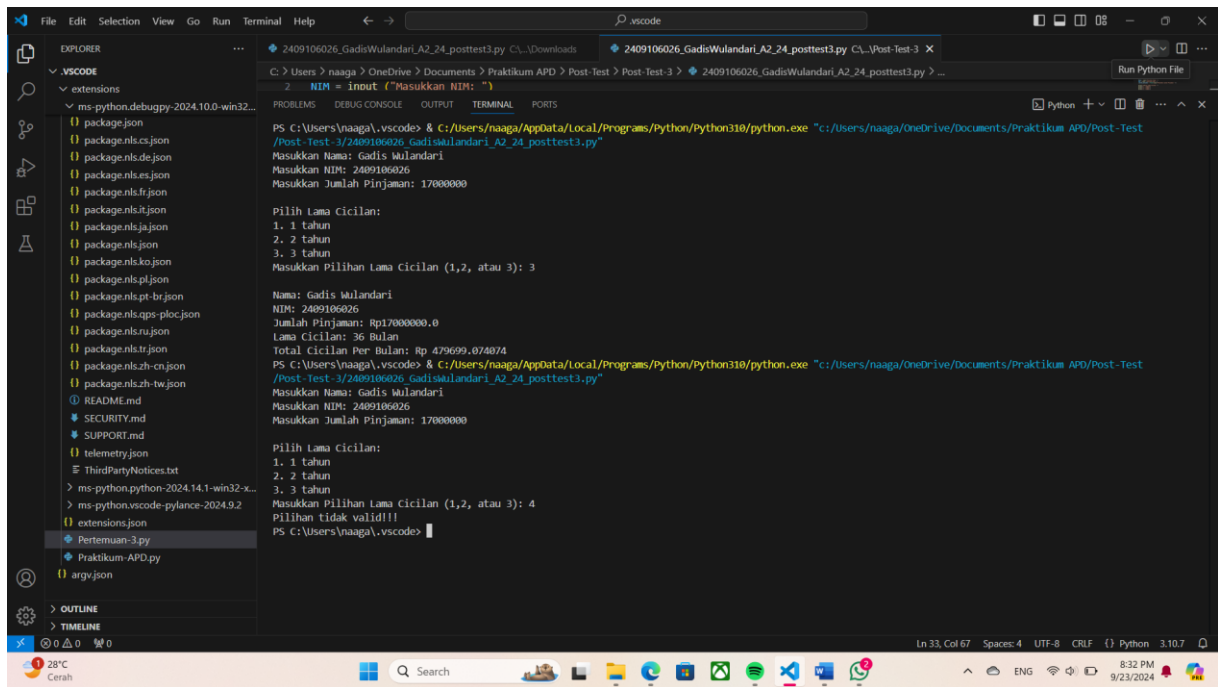 File Edit Selection View Go Run Terminal Help
.vscode
EXPLORER
2409106026_GadisWulandari_A2_24_posttest3.py C:\...\Downloads
2409106026_GadisWulandari_A2_24_posttest3.py C:\...\Post-Test-3
.VSCODE
extensions
ms-python.debugpy-2024.10.0-win32...
package.json
package.nls.cs.json
package.nls.de.json
package.nls.es.json
package.nls.fr.json
package.nls.it.json
package.nls.ja.json
package.nls.json
package.nls.ko.json
package.nls.pl.json
package.nls.pt-br.json
package.nls.qps-ploc.json
package.nls.ru.json
package.nls.tr.json
package.nls.zh-cn.json
package.nls.zh-tw.json
README.md
SECURITY.md
SUPPORT.md
telemetry.json
ThirdPartyNotices.txt
ms-python.python-2024.14.1-win32-x...
ms-python.vscode-pylance-2024.9.2
extensions.json
Pertemuan-3.py
Praktikum-APD.py
argv.json
OUTLINE
TIMELINE
C: > Users > naaga > OneDrive > Documents > Praktikum APD > Post-Test > Post-Test-3 > 2409106026_GadisWulandari_A2_24_posttest3.py > ...
Run Python File
2 NIM = input ("Masukkan NIM: ")
PROBLEMS DEBUG CONSOLE OUTPUT TERMINAL PORTS
Python
PS C:\Users\naaga\.vscode> & C:/Users/naaga/AppData/Local/Programs/Python/Python310/python.exe "c:/Users/naaga/OneDrive/Documents/Praktikum APD/Post-Test
/Post-Test-3/2409106026_GadisWulandari_A2_24_posttest3.py"
Masukkan Nama: Gadis Wulandari
Masukkan NIM: 2409106026
Masukkan Jumlah Pinjaman: 17000000
Pilih Lama Cicilan:
1. 1 tahun
2. 2 tahun
3. 3 tahun
Masukkan Pilihan Lama Cicilan (1,2, atau 3): 3
Nama: Gadis Wulandari
NIM: 2409106026
Jumlah Pinjaman: Rp17000000.0
Lama Cicilan: 36 Bulan
Total Cicilan Per Bulan: Rp 479699.074074
PS C:\Users\naaga\.vscode> & C:/Users/naaga/AppData/Local/Programs/Python/Python310/python.exe "c:/Users/naaga/OneDrive/Documents/Praktikum APD/Post-Test
/Post-Test-3/2409106026_GadisWulandari_A2_24_posttest3.py"
Masukkan Nama: Gadis Wulandari
Masukkan NIM: 2409106026
Masukkan Jumlah Pinjaman: 17000000
Pilih Lama Cicilan:
1. 1 tahun
2. 2 tahun
3. 3 tahun
Masukkan Pilihan Lama Cicilan (1,2, atau 3): 4
Pilihan tidak valid!!!
PS C:\Users\naaga\.vscode>
0 0 0
Ln 33, Col 67 Spaces: 4 UTF-8 CRLF {} Python 3.10.7
1
28°C
Cerah
Search
2
ENG
8:32 PM
9/23/2024
PRE